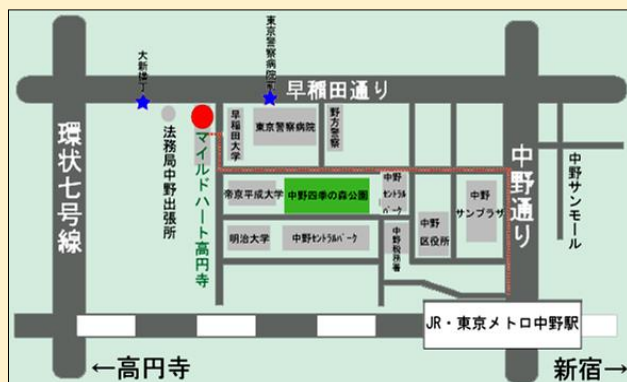 大新横丁
東京警察病院前
早稲田通り
環状七号線
法務局中野出張所
マイルドハート高円寺
早稲田大学
東京警察病院
野方警察
中野通り
中野サンモール
帝京平成大学
中野四季の森公園
中野セントラルパーク
中野サンプラザ
明治大学
中野セントラルパーク
中野税務署
中野区役所
JR・東京メトロ中野駅
←高円寺
新宿→